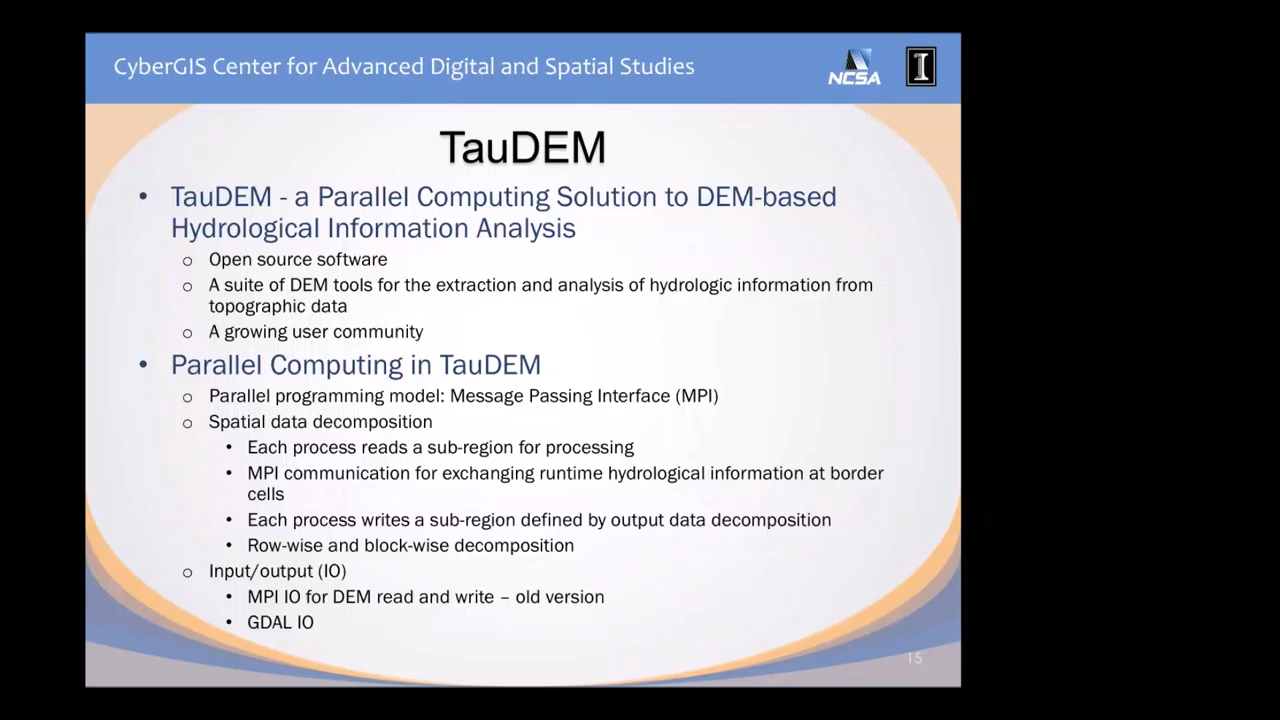 CyberGIS Center for Advanced Digital and Spatial Studies
NCSA
I
TauDEM
• TauDEM - a Parallel Computing Solution to DEM-based
Hydrological Information Analysis
o Open source software
o A suite of DEM tools for the extraction and analysis of hydrologic information from
topographic data
o A growing user community
• Parallel Computing in TauDEM
o Parallel programming model: Message Passing Interface (MPI)
o Spatial data decomposition
• Each process reads a sub-region for processing
• MPI communication for exchanging runtime hydrological information at border
cells
• Each process writes a sub-region defined by output data decomposition
• Row-wise and block-wise decomposition
o Input/output (IO)
• MPI IO for DEM read and write – old version
• GDAL IO
15